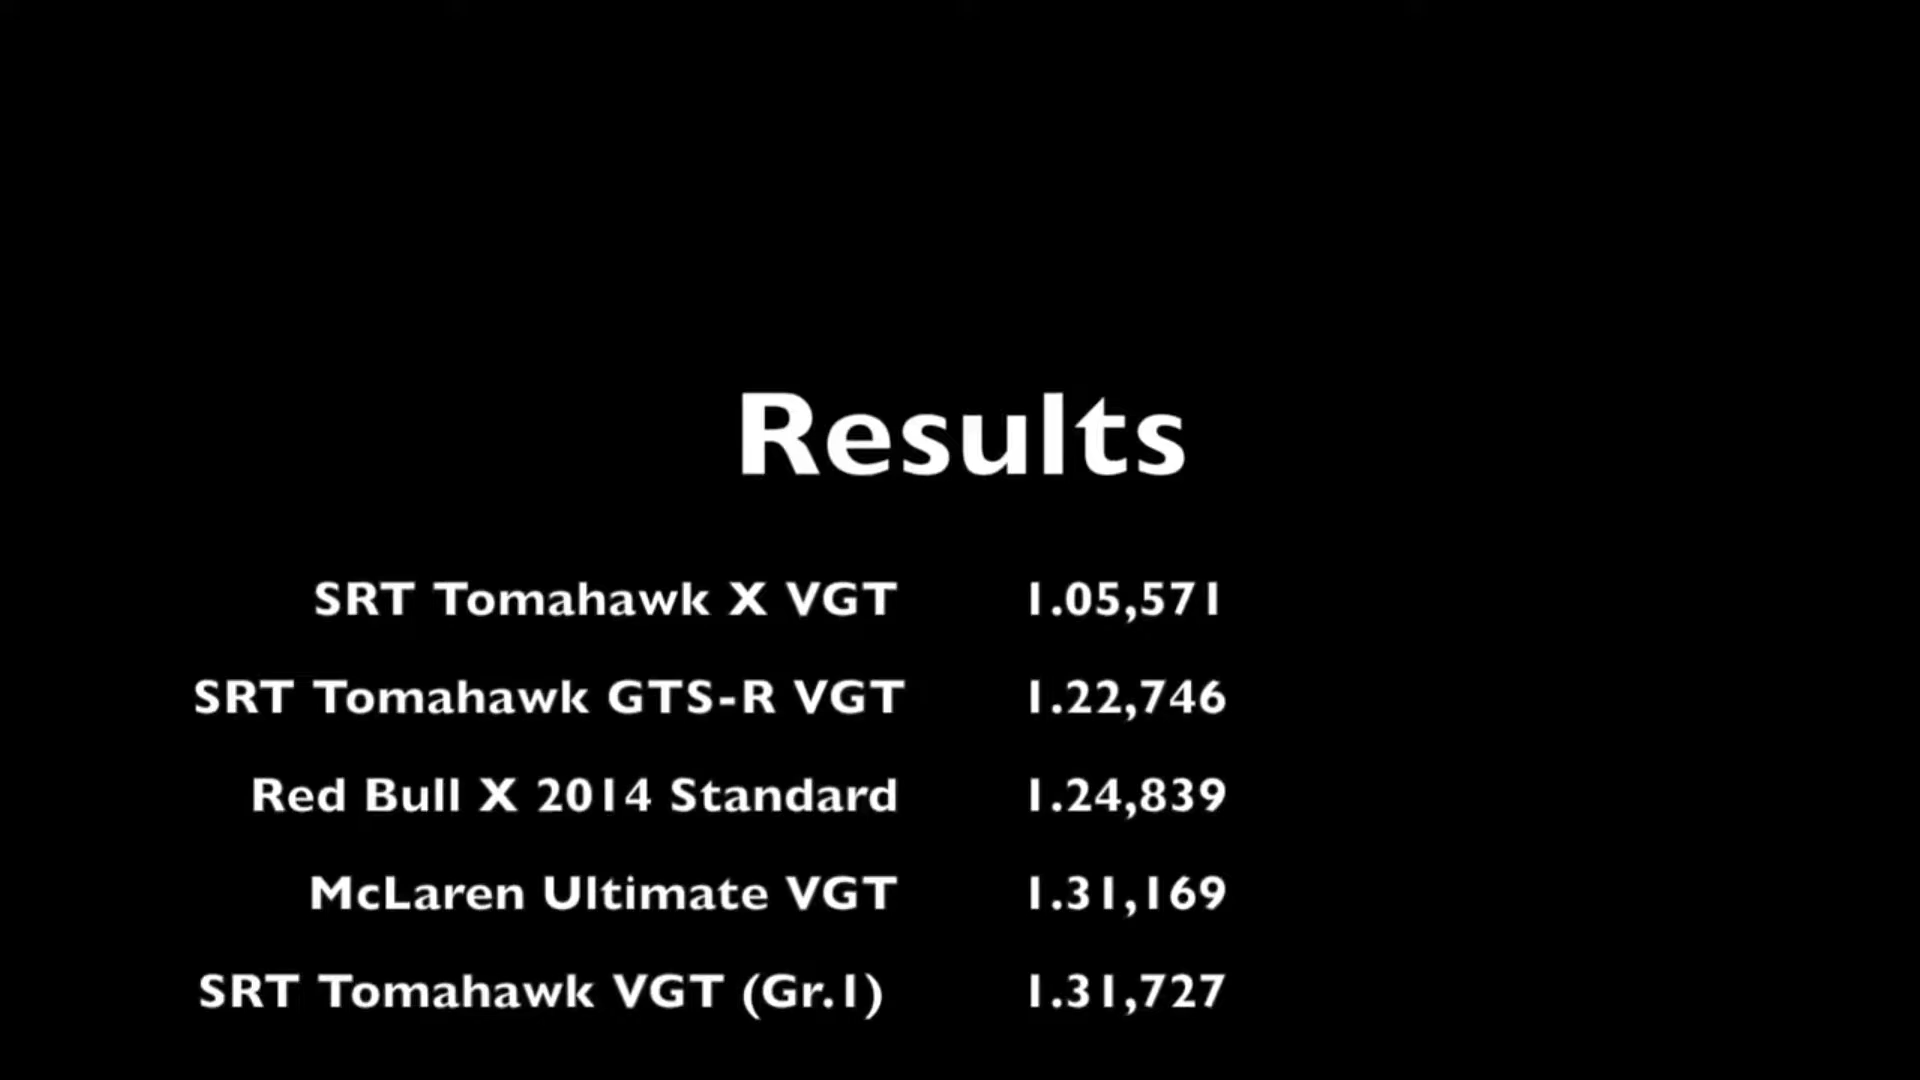 Results
SRT Tomahawk X VGT 1.05,571
SRT Tomahawk GTS-R VGT 1.22,746
Red Bull X 2014 Standard 1.24,839
McLaren Ultimate VGT 1.31,169
SRT Tomahawk VGT (Gr.1) 1.31,727